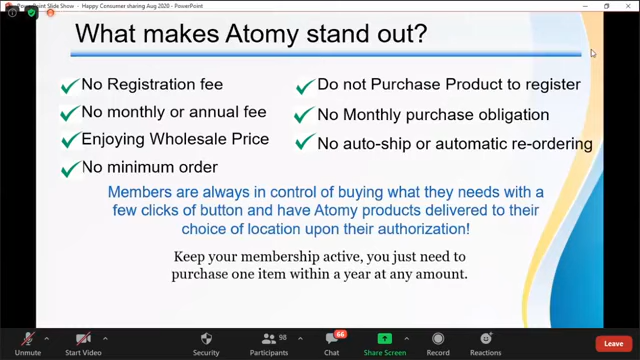 PowerPoint Slide Show - Happy Consumer sharing Aug 2020 - PowerPoint
What makes Atomy stand out?
No Registration fee
No monthly or annual fee
Enjoying Wholesale Price
No minimum order
Do not Purchase Product to register
No Monthly purchase obligation
No auto-ship or automatic re-ordering
Members are always in control of buying what they needs with a
few clicks of button and have Atomy products delivered to their
choice of location upon their authorization!
Keep your membership active, you just need to
purchase one item within a year at any amount.
Unmute
Start Video
Security
98
Participants
66
Chat
Share Screen
Record
Reactions
Leave